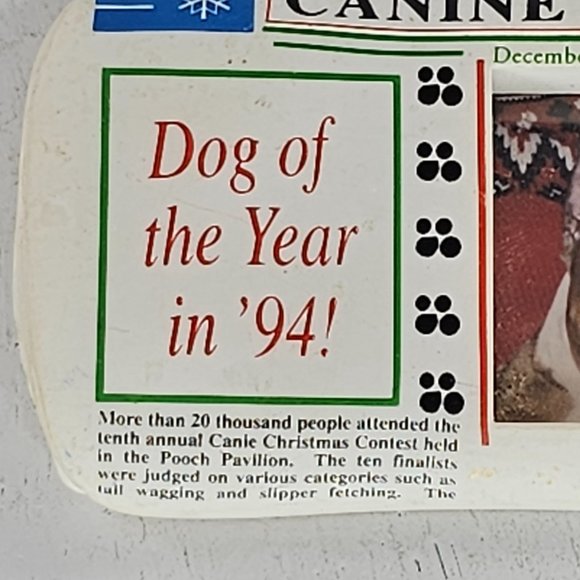 CANINE
Decembe
Dog of
the Year
in '94!
More than 20 thousand people attended the
tenth annual Canie Christmas Contest held
in the Pooch Pavilion. The ten finalists
were judged on various categories such as
tail wagging and slipper fetching. The